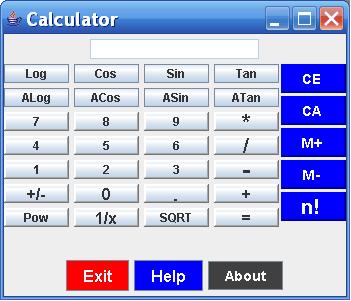 Calculator
Log Cos Sin Tan CE
ALog ACos ASin ATan CA
7 8 9 * M+
4 5 6 / M-
1 2 3 - n!
+/- 0 . +
Pow 1/x SQRT =
Exit Help About